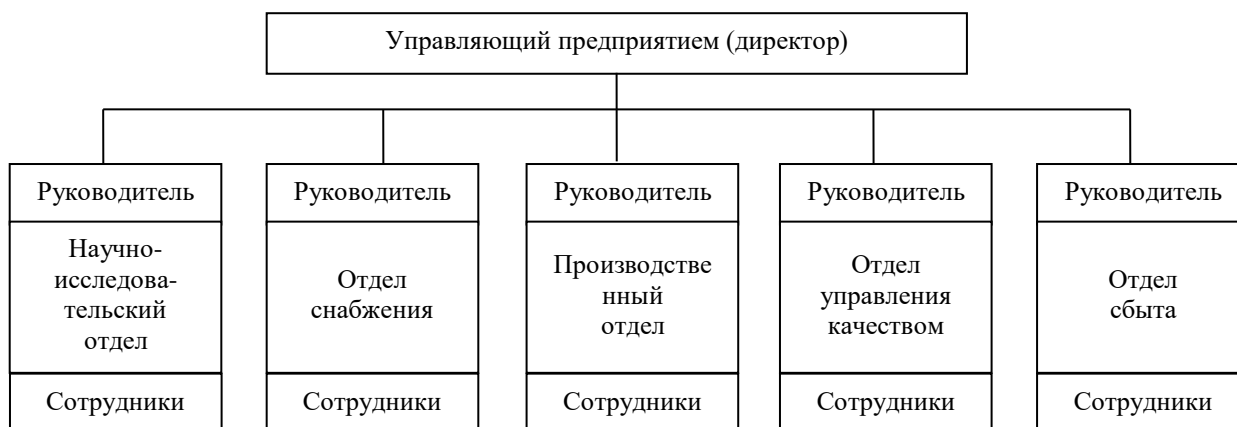 Управляющий предприятием (директор)
Руководитель
Руководитель
Руководитель
Руководитель
Руководитель
Научно-
исследова-
тельский
отдел
Отдел
снабжения
Производстве
нный
отдел
Отдел
управления
качеством
Отдел
сбыта
Сотрудники
Сотрудники
Сотрудники
Сотрудники
Сотрудники